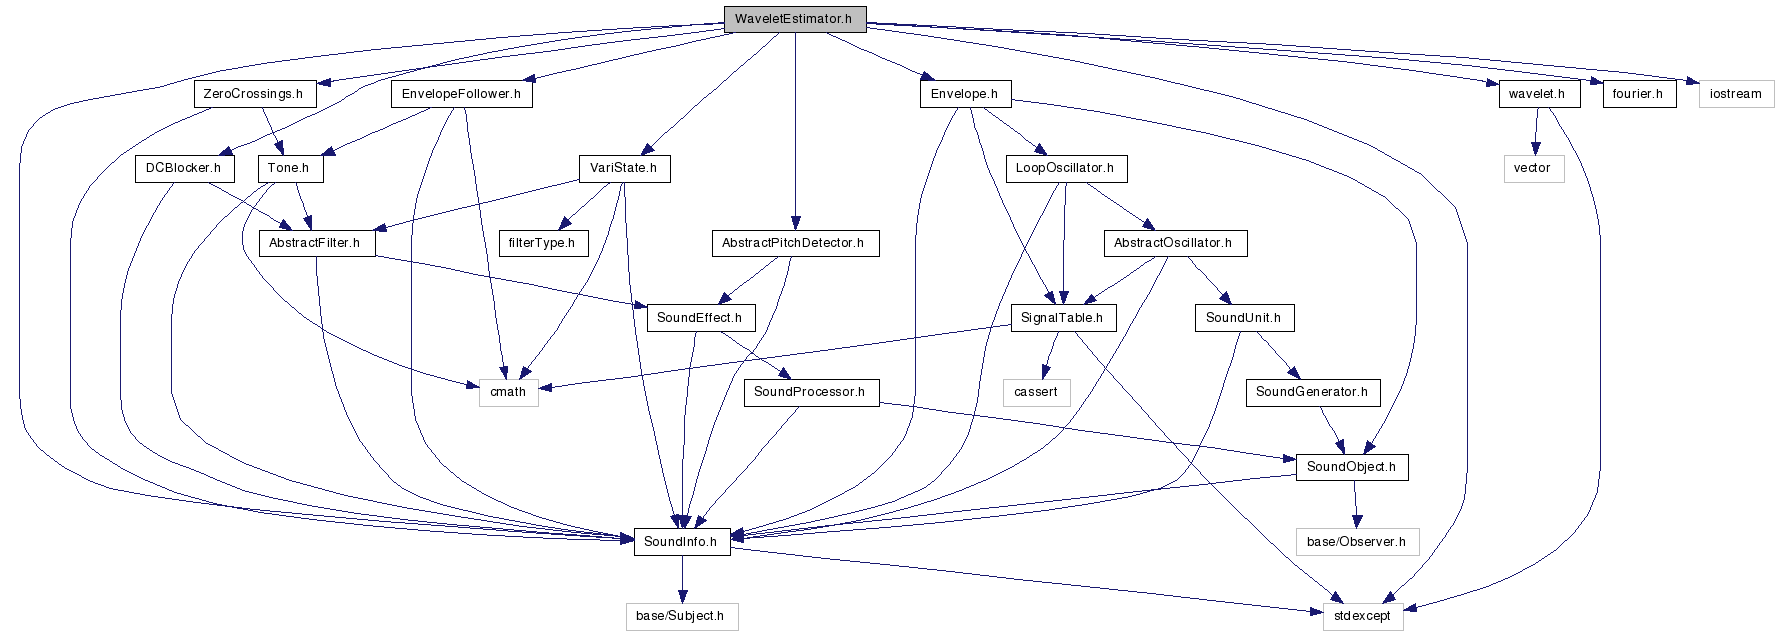 WaveletEstimator.h
ZeroCrossings.h
EnvelopeFollower.h
Envelope.h
wavelet.h
fourier.h
iostream
DCBlocker.h
Tone.h
VariState.h
LoopOscillator.h
vector
AbstractFilter.h
filterType.h
AbstractPitchDetector.h
AbstractOscillator.h
SoundEffect.h
SignalTable.h
SoundUnit.h
cmath
SoundProcessor.h
cassert
SoundGenerator.h
SoundObject.h
SoundInfo.h
base/Observer.h
base/Subject.h
stdexcept